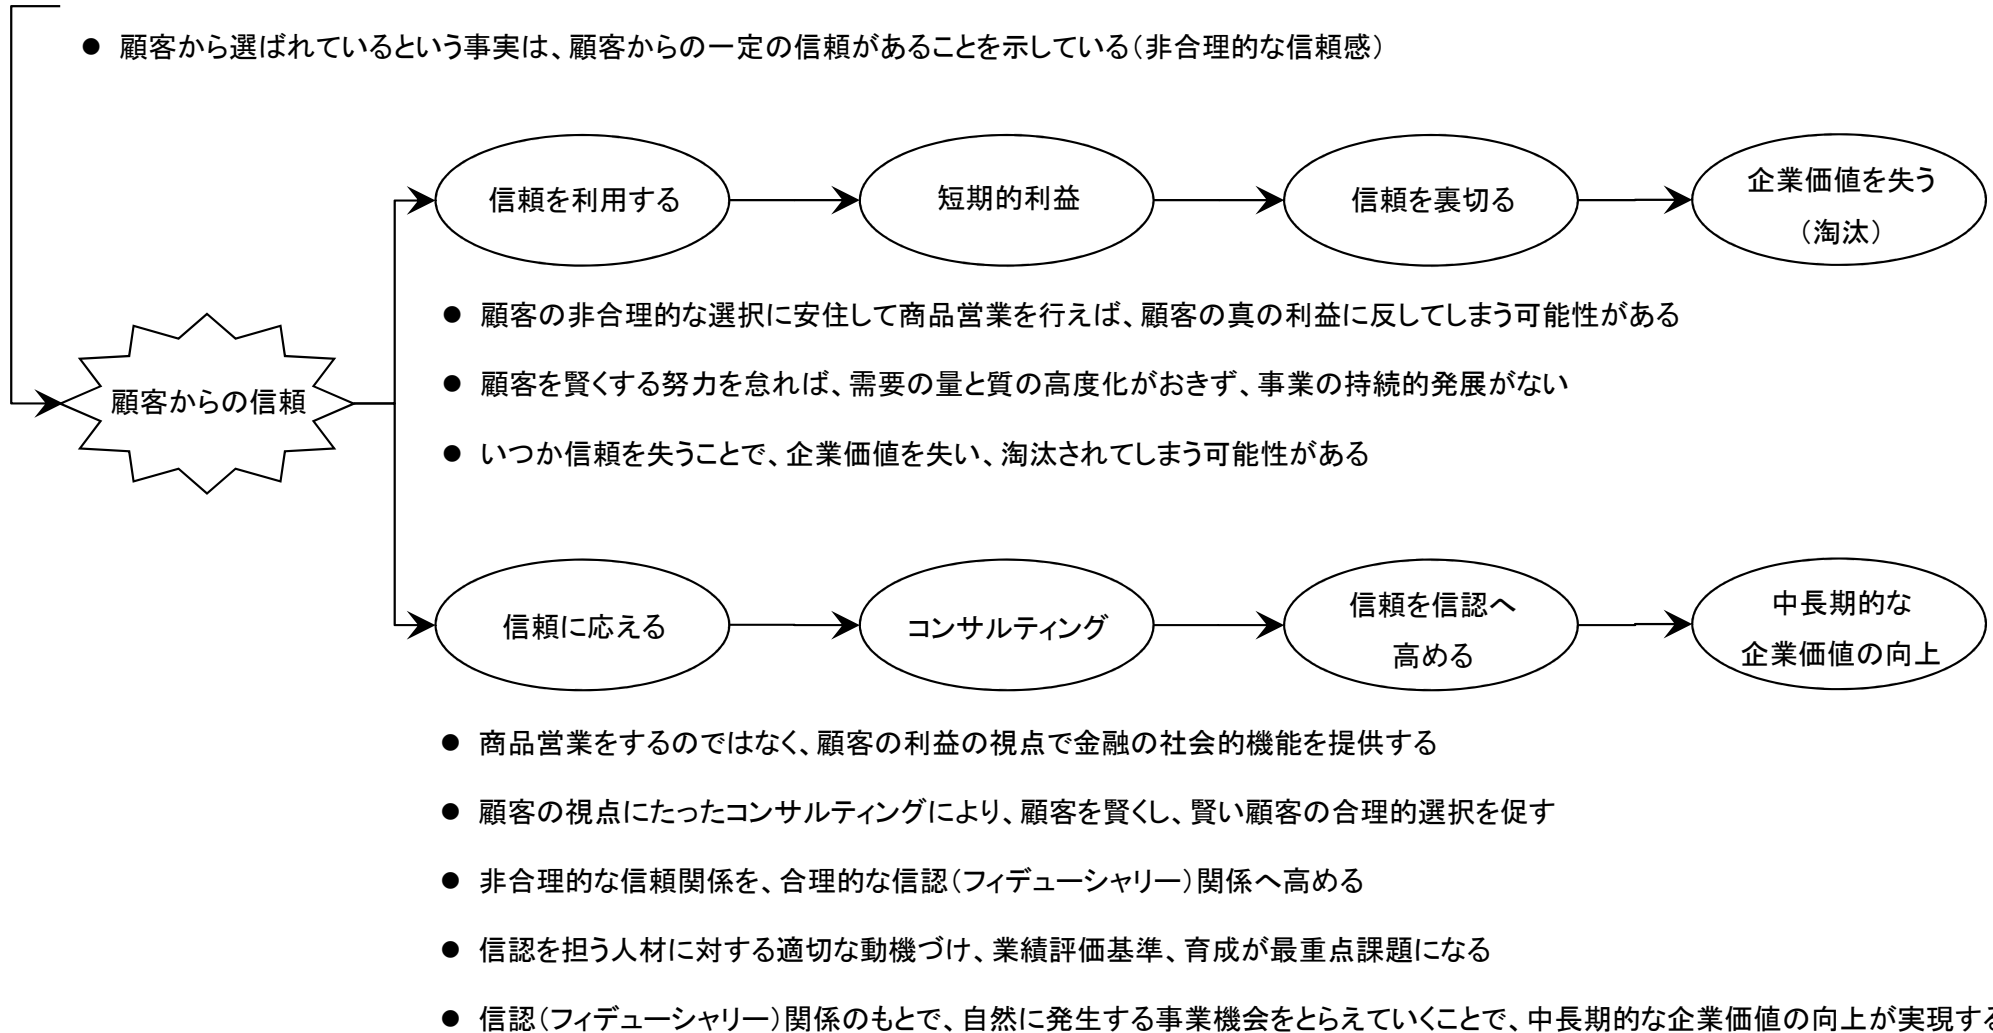 ● 顧客から選ばれているという事実は、顧客からの一定の信頼があることを示している（非合理的な信頼感）
信頼を利用する
短期的利益
信頼を裏切る
企業価値を失う
（淘汰）
● 顧客の非合理的な選択に安住して商品営業を行えば、顧客の真の利益に反してしまう可能性がある
● 顧客を賢くする努力を怠れば、需要の量と質の高度化がおきず、事業の持続的発展がない
顧客からの信頼
● いつか信頼を失うことで、企業価値を失い、淘汰されてしまう可能性がある
信頼に応える
コンサルティング
信頼を信認へ
高める
中長期的な
企業価値の向上
● 商品営業をするのではなく、顧客の利益の視点で金融の社会的機能を提供する
● 顧客の視点にたったコンサルティングにより、顧客を賢くし、賢い顧客の合理的選択を促す
● 非合理的な信頼関係を、合理的な信認（フィデューシャリー）関係へ高める
● 信認を担う人材に対する適切な動機づけ、業績評価基準、育成が最重点課題になる
● 信認（フィデューシャリー）関係のもとで、自然に発生する事業機会をとらえていくことで、中長期的な企業価値の向上が実現する